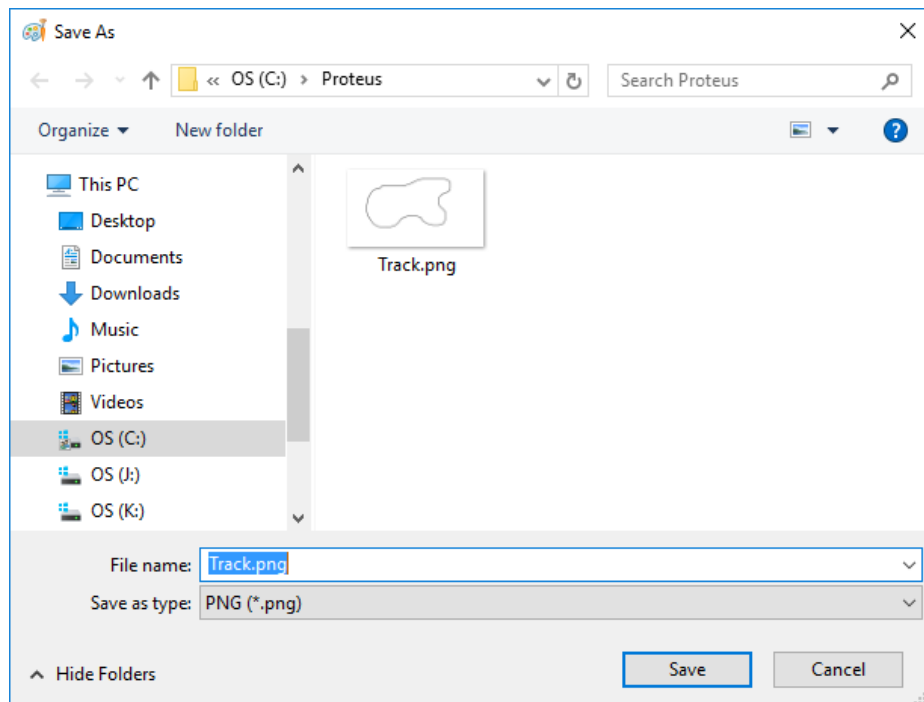 Save As
« OS (C:) > Proteus
Search Proteus
Organize
New folder
This PC
Desktop
Documents
Downloads
Music
Pictures
Videos
OS (C:)
OS (J:)
OS (K:)
Track.png
File name: Track.png
Save as type: PNG (*.png)
Hide Folders
Save
Cancel